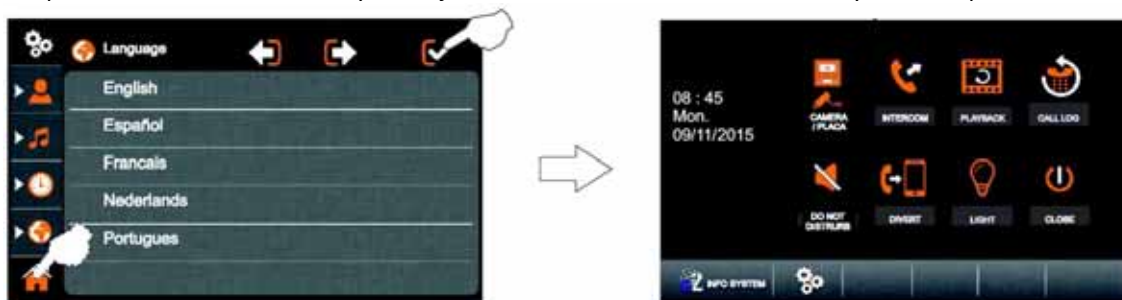 Language
English
Español
Francais
Nederlands
Portugues
08 : 45
Mon.
09/11/2015
CAMERA
/ PLACA
INTERCOM
PLAYBACK
CALL LOG
DO NOT
DISTRURB
DIVERT
LIGHT
CLOSE
INFO SYSTEM